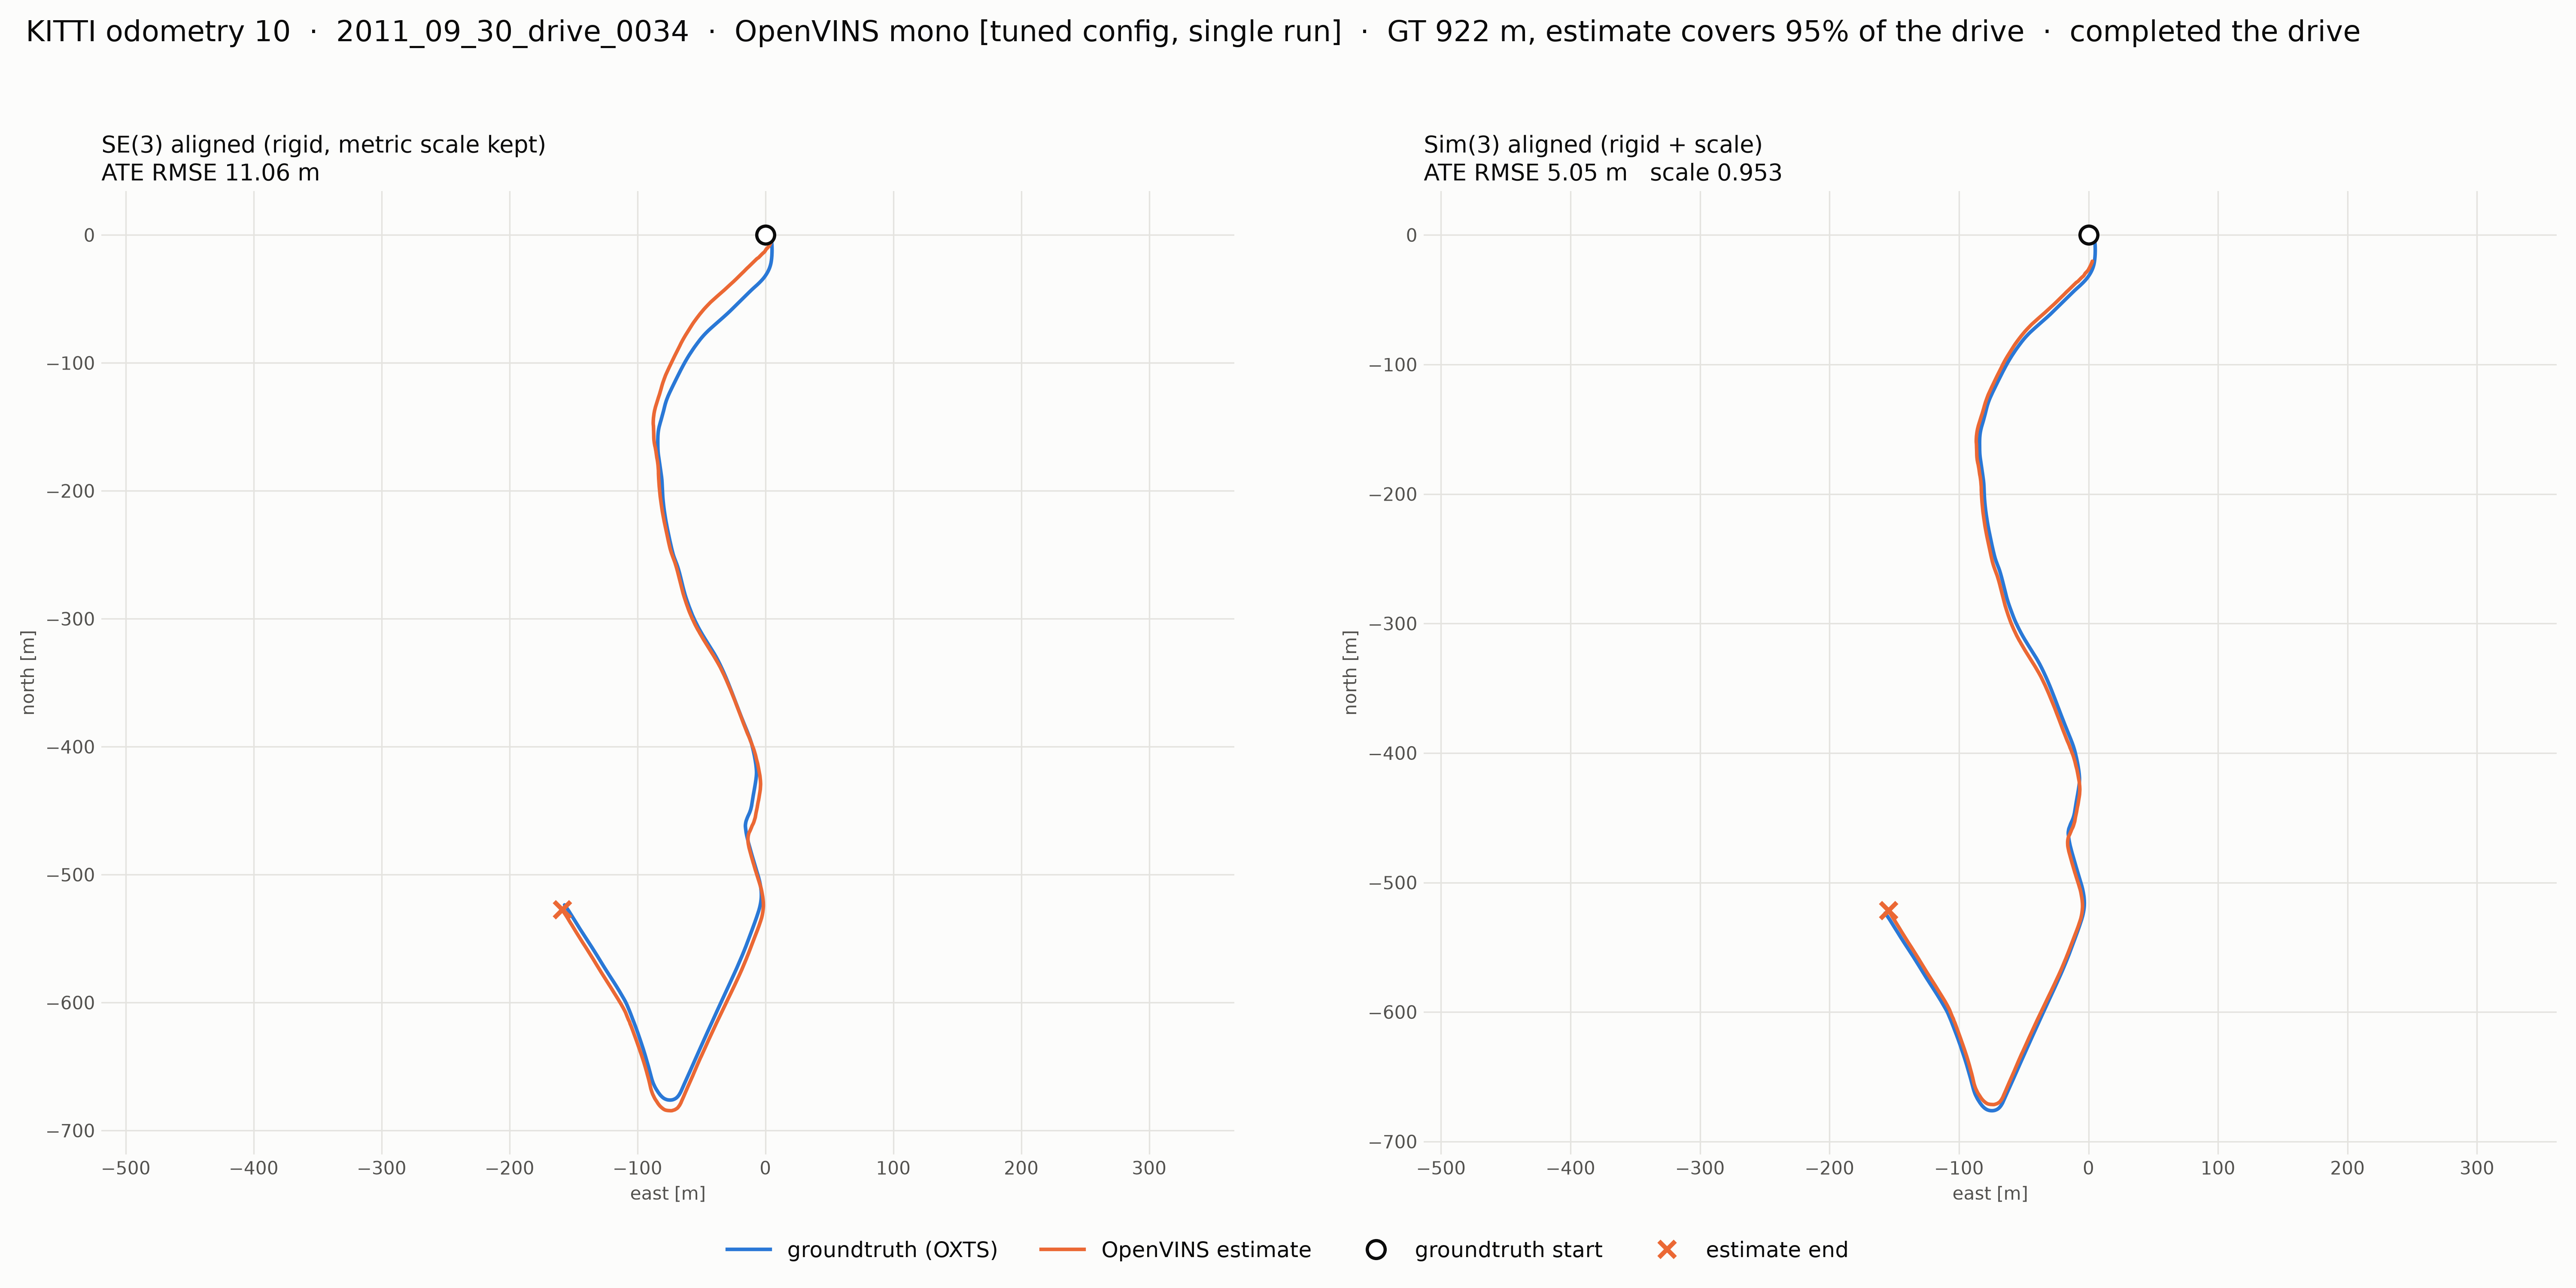 KITTI odometry 10 · 2011_09_30_drive_0034 · OpenVINS mono [tuned config, single run] · GT 922 m, estimate covers 95% of the drive · completed the drive
SE(3) aligned (rigid, metric scale kept)
ATE RMSE 11.06 m
0
−100
−200
−300
−400
−500
−600
−700
north [m]
−500 −400 −300 −200 −100 0 100 200 300
east [m]
Sim(3) aligned (rigid + scale)
ATE RMSE 5.05 m scale 0.953
0
−100
−200
−300
−400
−500
−600
−700
north [m]
−500 −400 −300 −200 −100 0 100 200 300
east [m]
groundtruth (OXTS) OpenVINS estimate groundtruth start estimate end